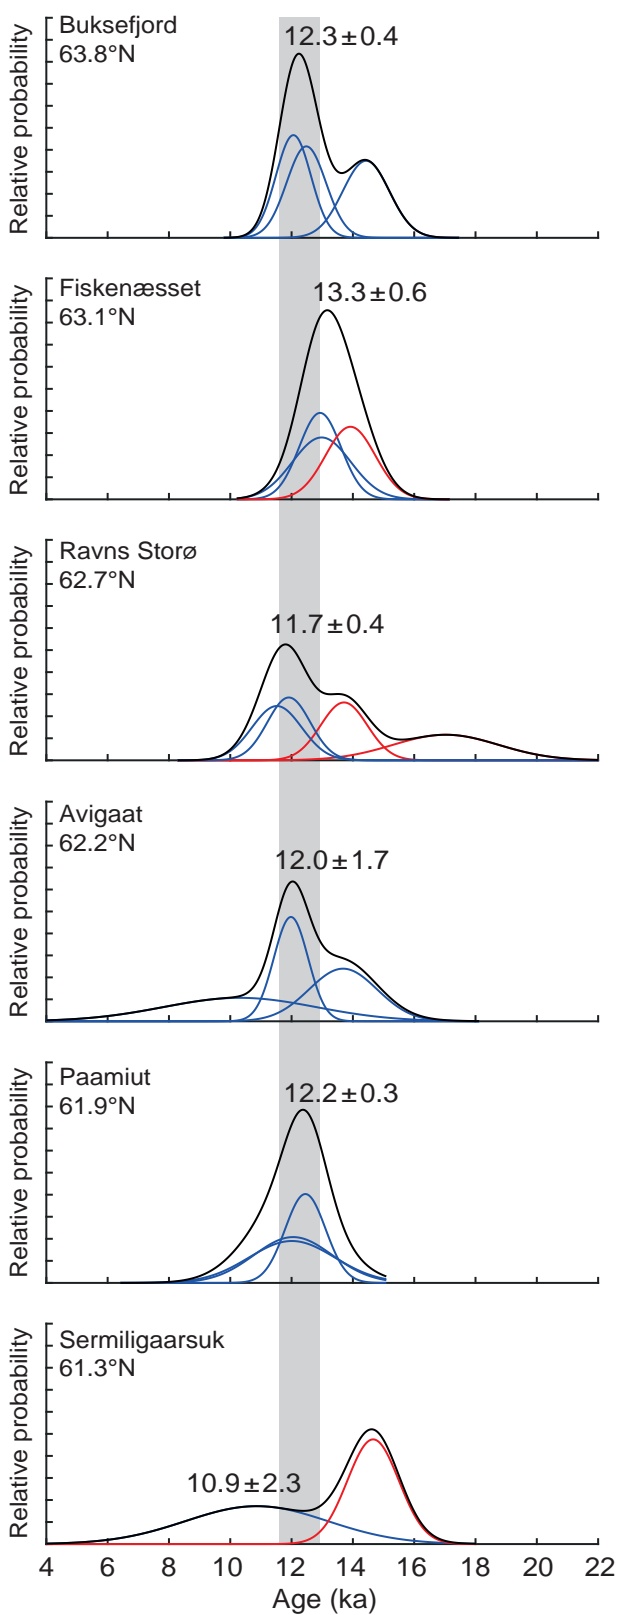 Relative probability
Buksefjord
63.8°N
12.3±0.4
Relative probability
Fiskenæsset
63.1°N
13.3±0.6
Relative probability
Ravns Storø
62.7°N
11.7±0.4
Relative probability
Avigaat
62.2°N
12.0±1.7
Relative probability
Paamiut
61.9°N
12.2±0.3
Relative probability
Sermiligaarsuk
61.3°N
10.9±2.3
4 6 8 10 12 14 16 18 20 22
Age (ka)